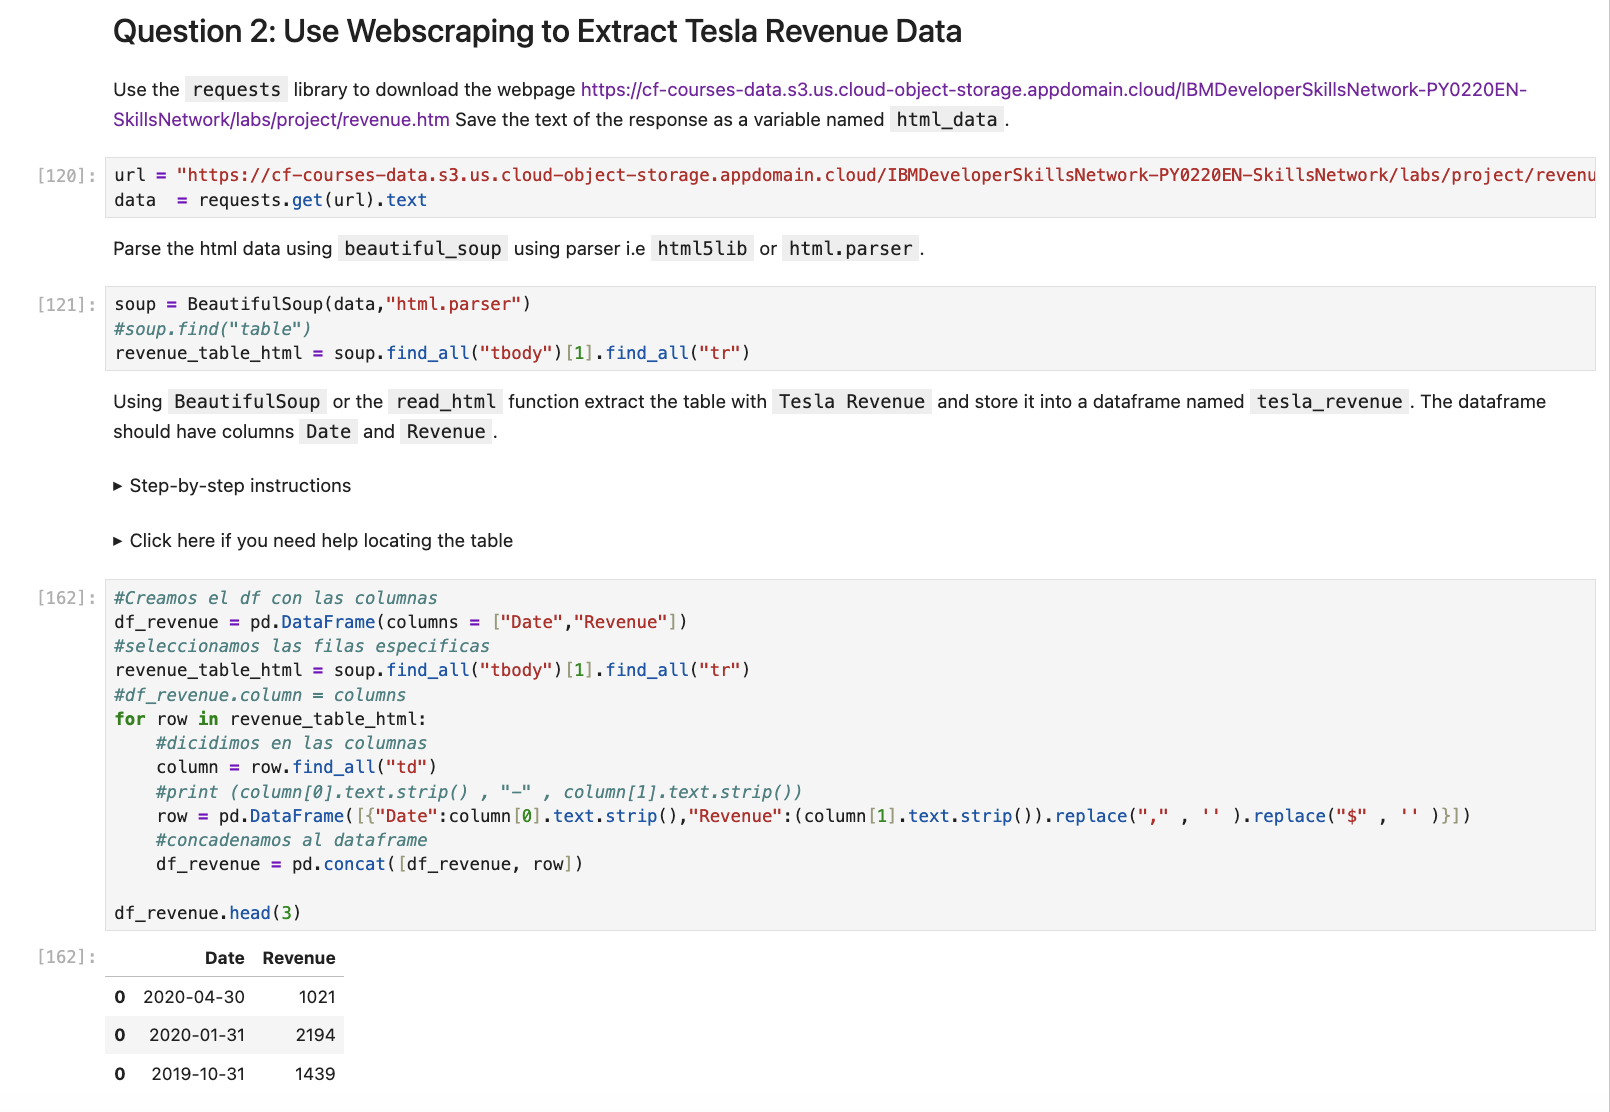 Question 2: Use Webscraping to Extract Tesla Revenue Data
Use the requests library to download the webpage https://cf-courses-data.s3.us.cloud-object-storage.appdomain.cloud/IBMDeveloperSkillsNetwork-PY0220EN-
SkillsNetwork/labs/project/revenue.htm Save the text of the response as a variable named html_data .
[120]: url = "https://cf-courses-data.s3.us.cloud-object-storage.appdomain.cloud/IBMDeveloperSkillsNetwork-PY0220EN-SkillsNetwork/labs/project/revenu
data  = requests.get(url).text
Parse the html data using beautiful_soup using parser i.e html5lib or html.parser .
[121]: soup = BeautifulSoup(data,"html.parser")
#soup.find("table")
revenue_table_html = soup.find_all("tbody")[1].find_all("tr")
Using BeautifulSoup or the read_html function extract the table with Tesla Revenue and store it into a dataframe named tesla_revenue . The dataframe
should have columns Date and Revenue .
▸ Step-by-step instructions
▸ Click here if you need help locating the table
[162]: #Creamos el df con las columnas
df_revenue = pd.DataFrame(columns = ["Date","Revenue"])
#seleccionamos las filas especificas
revenue_table_html = soup.find_all("tbody")[1].find_all("tr")
#df_revenue.column = columns
for row in revenue_table_html:
    #dicidimos en las columnas
    column = row.find_all("td")
    #print (column[0].text.strip() , "-" , column[1].text.strip())
    row = pd.DataFrame([{"Date":column[0].text.strip(),"Revenue":(column[1].text.strip()).replace("," , '' ).replace("$" , '' )}])
    #concadenamos al dataframe
    df_revenue = pd.concat([df_revenue, row])
df_revenue.head(3)
[162]: Date Revenue
0 2020-04-30 1021
0 2020-01-31 2194
0 2019-10-31 1439